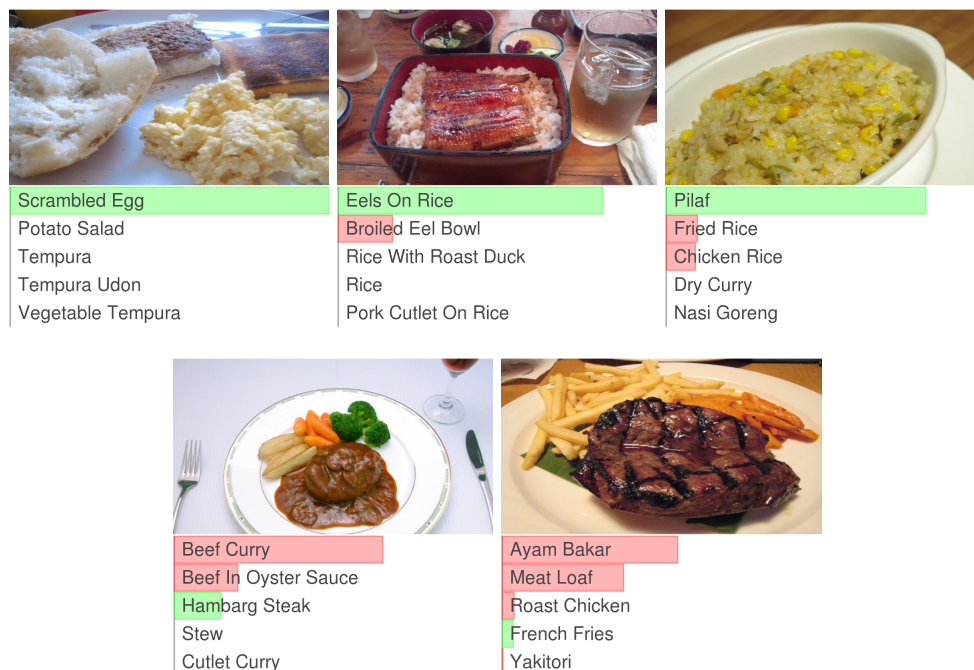 Scrambled Egg
Potato Salad
Tempura
Tempura Udon
Vegetable Tempura
Eels On Rice
Broiled Eel Bowl
Rice With Roast Duck
Rice
Pork Cutlet On Rice
Pilaf
Fried Rice
Chicken Rice
Dry Curry
Nasi Goreng
Beef Curry
Beef In Oyster Sauce
Hambarg Steak
Stew
Cutlet Curry
Ayam Bakar
Meat Loaf
Roast Chicken
French Fries
Yakitori